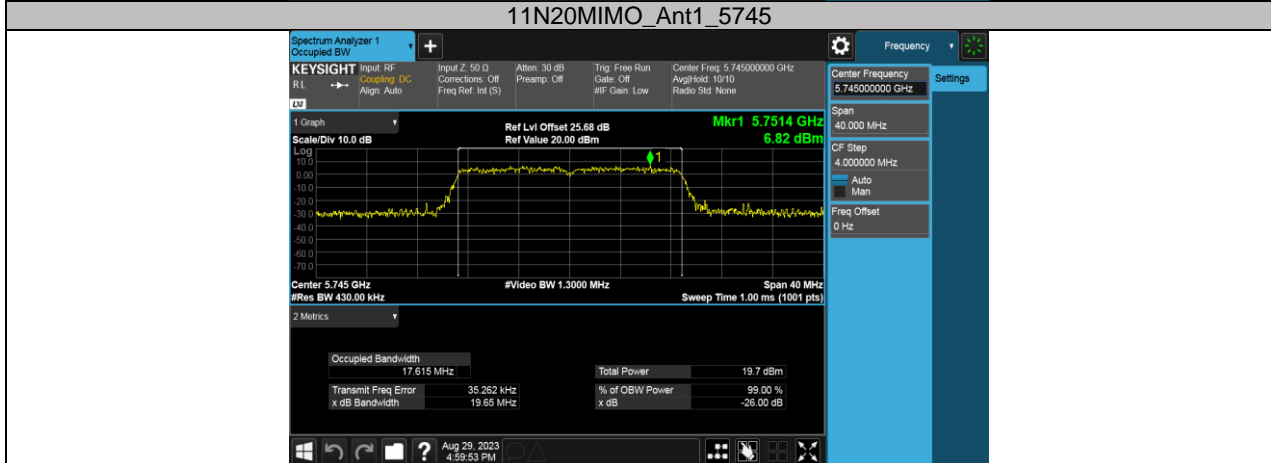 11N20MIMO_Ant1_5745
Spectrum Analyzer 1
Occupied BW
+
Frequency
KEYSIGHT
RL
LXI
Input: RF
Coupling: DC
Align: Auto
Input Z: 50 Ω
Corrections: Off
Freq Ref: Int (S)
Atten: 30 dB
Preamp: Off
Trig: Free Run
Gate: Off
#IF Gain: Low
Center Freq: 5.745000000 GHz
Avg|Hold: 10/10
Radio Std: None
Center Frequency
5.745000000 GHz
Settings
Span
40.000 MHz
CF Step
4.000000 MHz
Auto
Man
Freq Offset
0 Hz
1 Graph
Scale/Div 10.0 dB
Ref Lvl Offset 25.68 dB
Ref Value 20.00 dBm
Mkr1 5.7514 GHz
6.82 dBm
Log
10.0
0.00
-10.0
-20.0
-30.0
-40.0
-50.0
-60.0
-70.0
1
Center 5.745 GHz
#Res BW 430.00 kHz
#Video BW 1.3000 MHz
Span 40 MHz
Sweep Time 1.00 ms (1001 pts)
2 Metrics
Occupied Bandwidth
17.615 MHz
Total Power 19.7 dBm
Transmit Freq Error 35.262 kHz
% of OBW Power 99.00 %
x dB Bandwidth 19.65 MHz
x dB -26.00 dB
?
Aug 29, 2023
4:59:53 PM